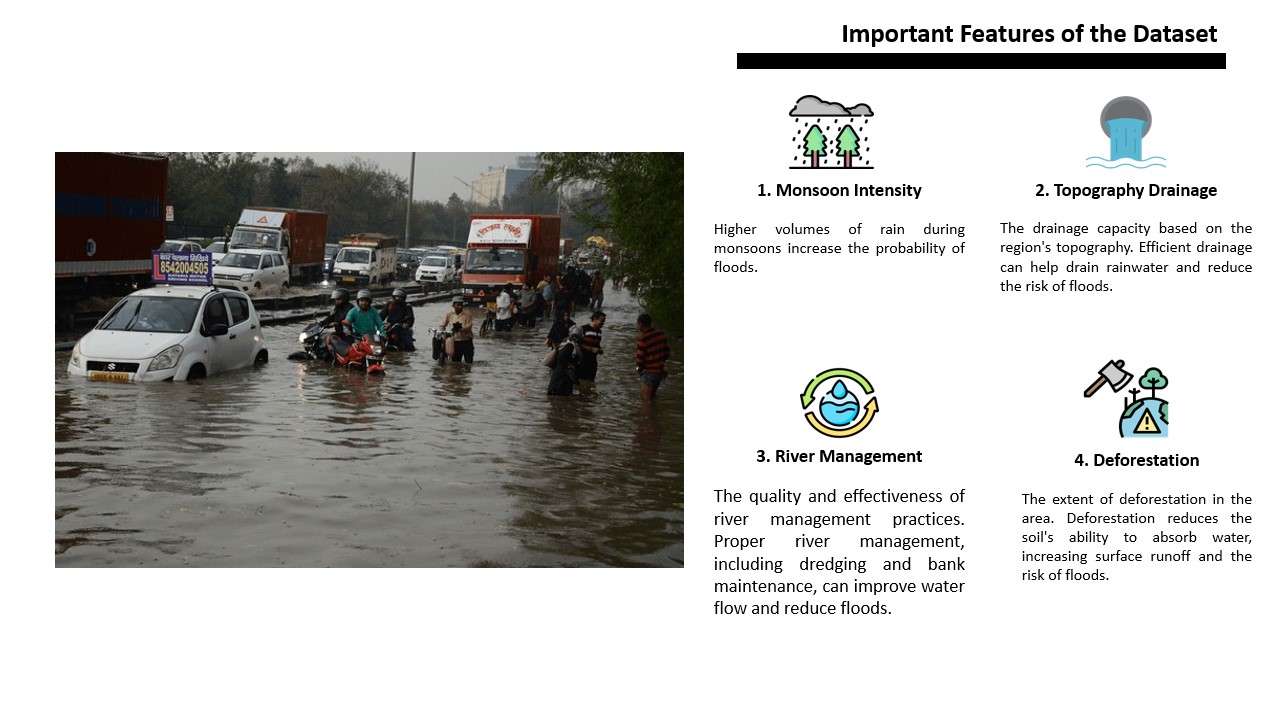 Important Features of the Dataset
1. Monsoon Intensity
Higher volumes of rain during
monsoons increase the probability of
floods.
2. Topography Drainage
The drainage capacity based on the
region's topography. Efficient drainage
can help drain rainwater and reduce
the risk of floods.
3. River Management
The quality and effectiveness of
river management practices.
Proper river management,
including dredging and bank
maintenance, can improve water
flow and reduce floods.
4. Deforestation
The extent of deforestation in the
area. Deforestation reduces the
soil's ability to absorb water,
increasing surface runoff and the
risk of floods.
L
8542004505